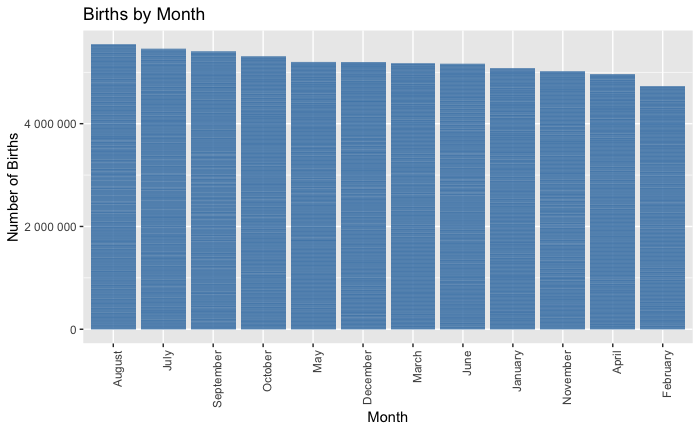 Births by Month
Number of Births
4 000 000
2 000 000
0
August
July
September
October
May
December
March
June
January
November
April
February
Month